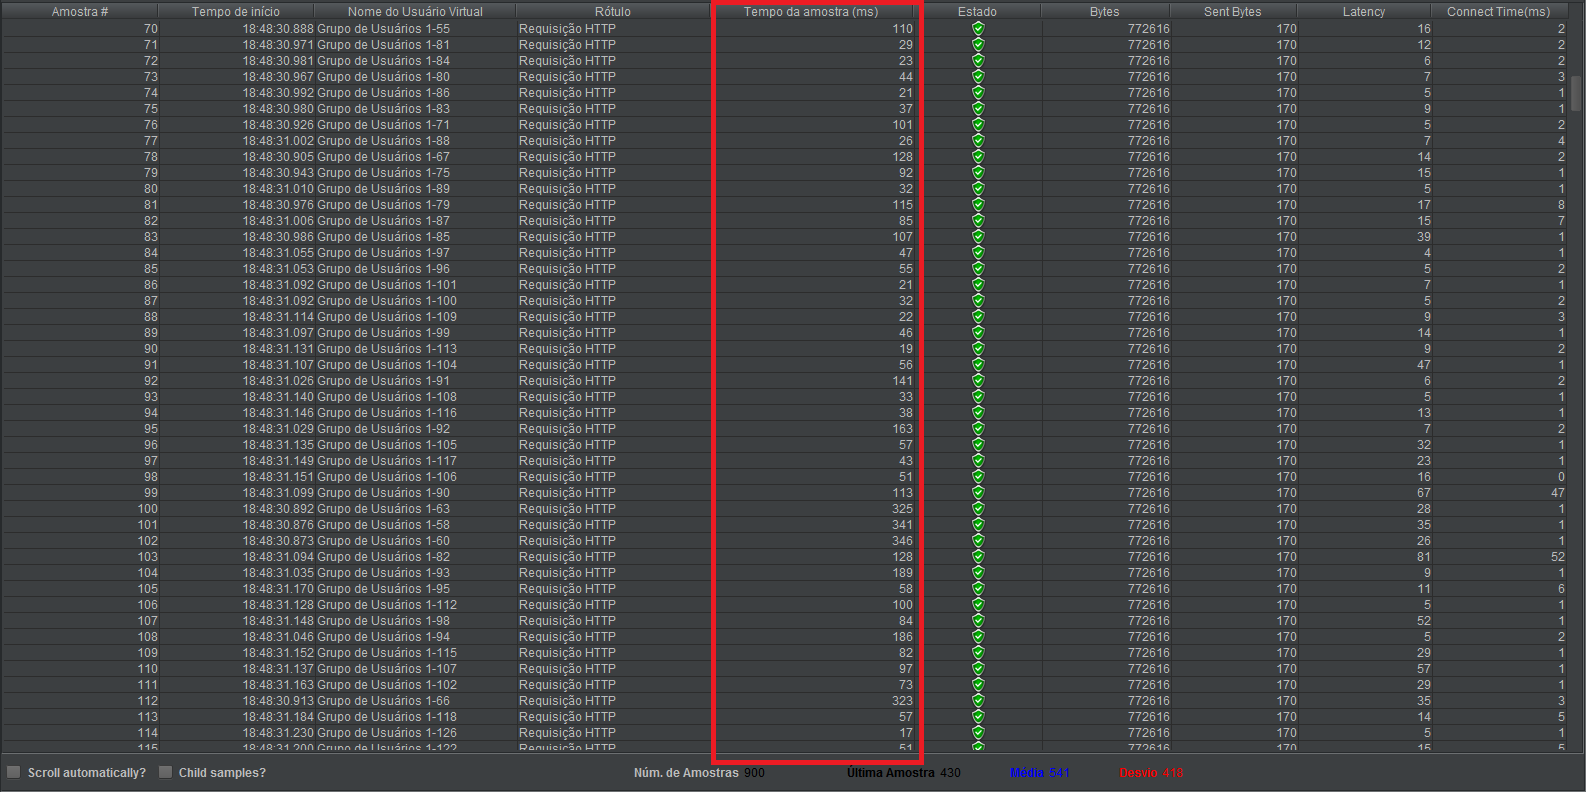 Amostra # Tempo de início Nome do Usuário Virtual Rótulo Tempo da amostra (ms) Estado Bytes Sent Bytes Latency Connect Time(ms)
70 18:48:30.888 Grupo de Usuários 1-55 Requisição HTTP 110 772616 170 16 2
71 18:48:30.971 Grupo de Usuários 1-81 Requisição HTTP 29 772616 170 12 2
72 18:48:30.981 Grupo de Usuários 1-84 Requisição HTTP 23 772616 170 6 2
73 18:48:30.967 Grupo de Usuários 1-80 Requisição HTTP 44 772616 170 7 3
74 18:48:30.992 Grupo de Usuários 1-86 Requisição HTTP 21 772616 170 5 1
75 18:48:30.980 Grupo de Usuários 1-83 Requisição HTTP 37 772616 170 9 1
76 18:48:30.926 Grupo de Usuários 1-71 Requisição HTTP 101 772616 170 5 2
77 18:48:31.002 Grupo de Usuários 1-88 Requisição HTTP 26 772616 170 7 4
78 18:48:30.905 Grupo de Usuários 1-67 Requisição HTTP 128 772616 170 14 2
79 18:48:30.943 Grupo de Usuários 1-75 Requisição HTTP 92 772616 170 15 1
80 18:48:31.010 Grupo de Usuários 1-89 Requisição HTTP 32 772616 170 5 1
81 18:48:30.976 Grupo de Usuários 1-79 Requisição HTTP 115 772616 170 17 8
82 18:48:31.006 Grupo de Usuários 1-87 Requisição HTTP 85 772616 170 15 7
83 18:48:30.986 Grupo de Usuários 1-85 Requisição HTTP 107 772616 170 39 1
84 18:48:31.055 Grupo de Usuários 1-97 Requisição HTTP 47 772616 170 4 1
85 18:48:31.053 Grupo de Usuários 1-96 Requisição HTTP 55 772616 170 5 2
86 18:48:31.092 Grupo de Usuários 1-101 Requisição HTTP 21 772616 170 7 1
87 18:48:31.092 Grupo de Usuários 1-100 Requisição HTTP 32 772616 170 5 2
88 18:48:31.114 Grupo de Usuários 1-109 Requisição HTTP 22 772616 170 9 3
89 18:48:31.097 Grupo de Usuários 1-99 Requisição HTTP 46 772616 170 14 1
90 18:48:31.131 Grupo de Usuários 1-113 Requisição HTTP 19 772616 170 9 2
91 18:48:31.107 Grupo de Usuários 1-104 Requisição HTTP 56 772616 170 47 1
92 18:48:31.026 Grupo de Usuários 1-91 Requisição HTTP 141 772616 170 6 2
93 18:48:31.140 Grupo de Usuários 1-108 Requisição HTTP 33 772616 170 5 1
94 18:48:31.146 Grupo de Usuários 1-116 Requisição HTTP 38 772616 170 13 1
95 18:48:31.029 Grupo de Usuários 1-92 Requisição HTTP 163 772616 170 7 2
96 18:48:31.135 Grupo de Usuários 1-105 Requisição HTTP 57 772616 170 32 1
97 18:48:31.149 Grupo de Usuários 1-117 Requisição HTTP 43 772616 170 23 1
98 18:48:31.151 Grupo de Usuários 1-106 Requisição HTTP 51 772616 170 16 0
99 18:48:31.099 Grupo de Usuários 1-90 Requisição HTTP 113 772616 170 67 47
100 18:48:30.892 Grupo de Usuários 1-63 Requisição HTTP 325 772616 170 28 1
101 18:48:30.876 Grupo de Usuários 1-58 Requisição HTTP 341 772616 170 35 1
102 18:48:30.873 Grupo de Usuários 1-60 Requisição HTTP 346 772616 170 26 1
103 18:48:31.094 Grupo de Usuários 1-82 Requisição HTTP 128 772616 170 81 52
104 18:48:31.035 Grupo de Usuários 1-93 Requisição HTTP 189 772616 170 9 1
105 18:48:31.170 Grupo de Usuários 1-95 Requisição HTTP 58 772616 170 11 6
106 18:48:31.128 Grupo de Usuários 1-112 Requisição HTTP 100 772616 170 5 1
107 18:48:31.148 Grupo de Usuários 1-98 Requisição HTTP 84 772616 170 52 1
108 18:48:31.046 Grupo de Usuários 1-94 Requisição HTTP 186 772616 170 5 2
109 18:48:31.152 Grupo de Usuários 1-115 Requisição HTTP 82 772616 170 29 1
110 18:48:31.137 Grupo de Usuários 1-107 Requisição HTTP 97 772616 170 57 1
111 18:48:31.163 Grupo de Usuários 1-102 Requisição HTTP 73 772616 170 29 1
112 18:48:30.913 Grupo de Usuários 1-66 Requisição HTTP 323 772616 170 35 3
113 18:48:31.184 Grupo de Usuários 1-118 Requisição HTTP 57 772616 170 14 5
114 18:48:31.230 Grupo de Usuários 1-126 Requisição HTTP 17 772616 170 5 1
115 18:48:31.200 Grupo de Usuários 1-122 Requisição HTTP 51 772616 170 15 5
Scroll automatically? Child samples? Núm. de Amostras 900 Última Amostra 430 Média 541 Desvio 418